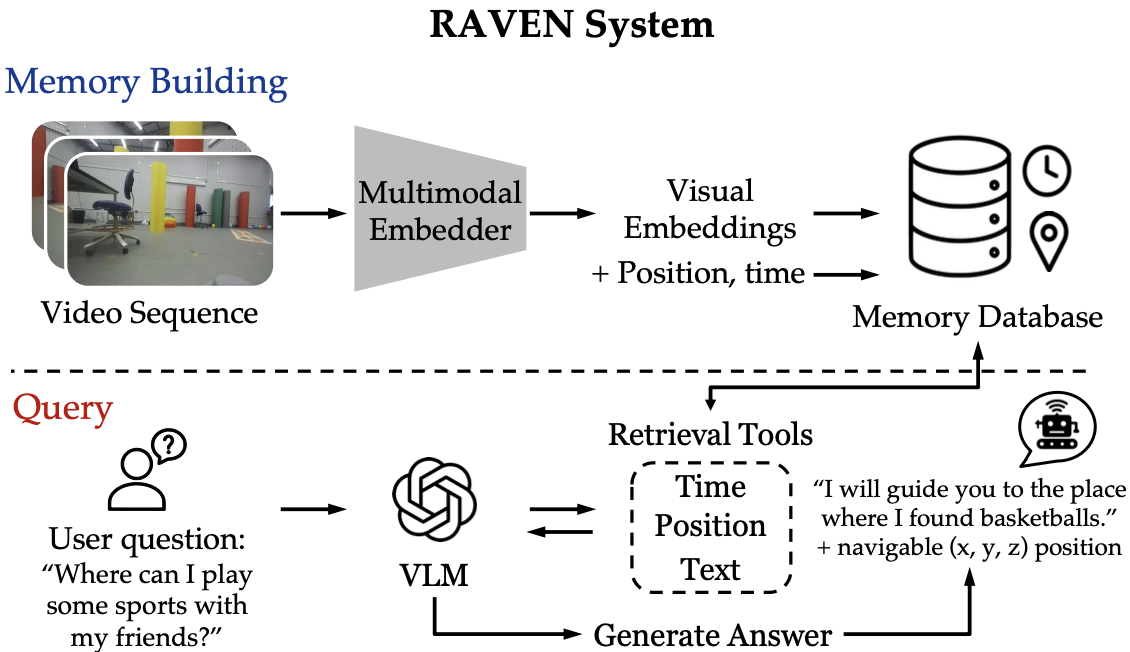 RAVEN System
Memory Building
Video Sequence
Multimodal
Embedder
Visual
Embeddings
+ Position, time
Memory Database
Query
?
User question:
“Where can I play
some sports with
my friends?”
VLM
Retrieval Tools
Time
Position
Text
Generate Answer
“I will guide you to the place
where I found basketballs.”
+ navigable (x, y, z) position